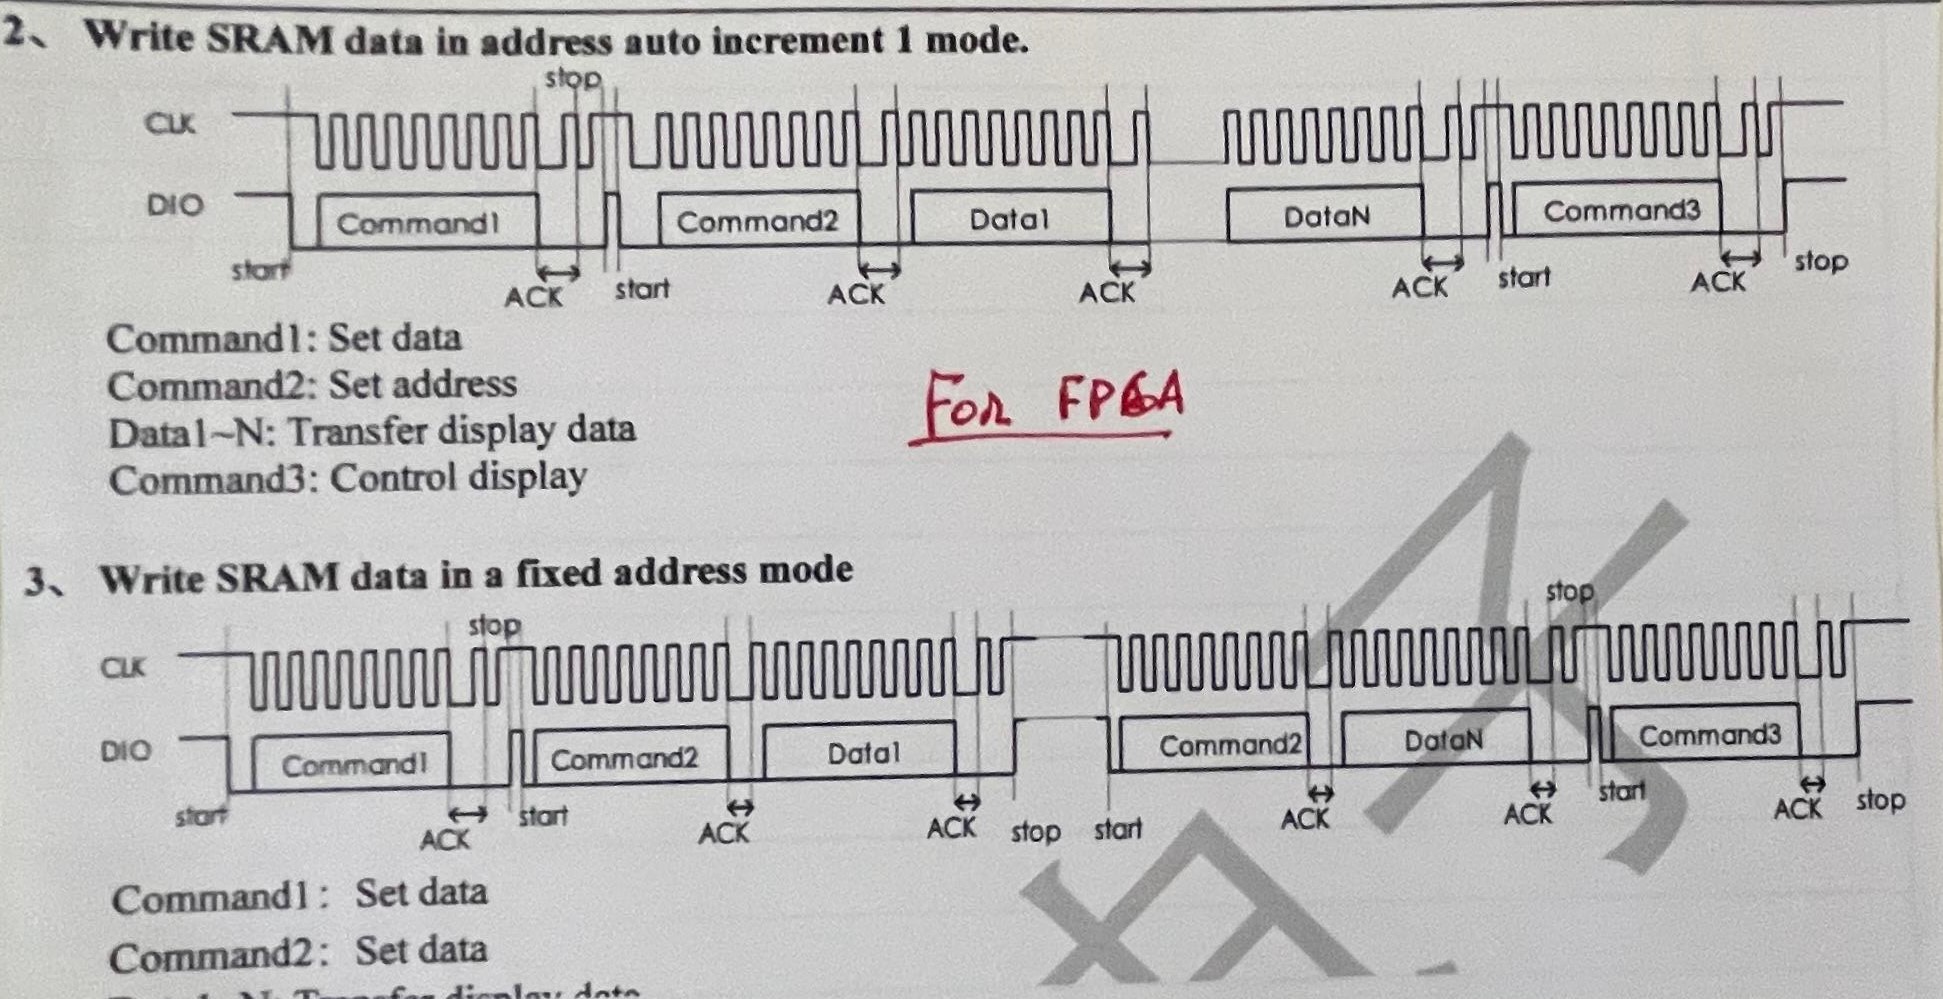 2、 Write SRAM data in address auto increment 1 mode.
stop
CLK
DIO Command1 Command2 Data1 DataN Command3
start ACK start ACK ACK ACK start ACK stop
Command1: Set data
Command2: Set address
Data1~N: Transfer display data
Command3: Control display
For FPGA
3、 Write SRAM data in a fixed address mode
stop stop
CLK
DIO Command1 Command2 Data1 Command2 DataN Command3
start ACK start ACK ACK stop start ACK ACK start ACK stop
Command1: Set data
Command2: Set data
Transfer display data